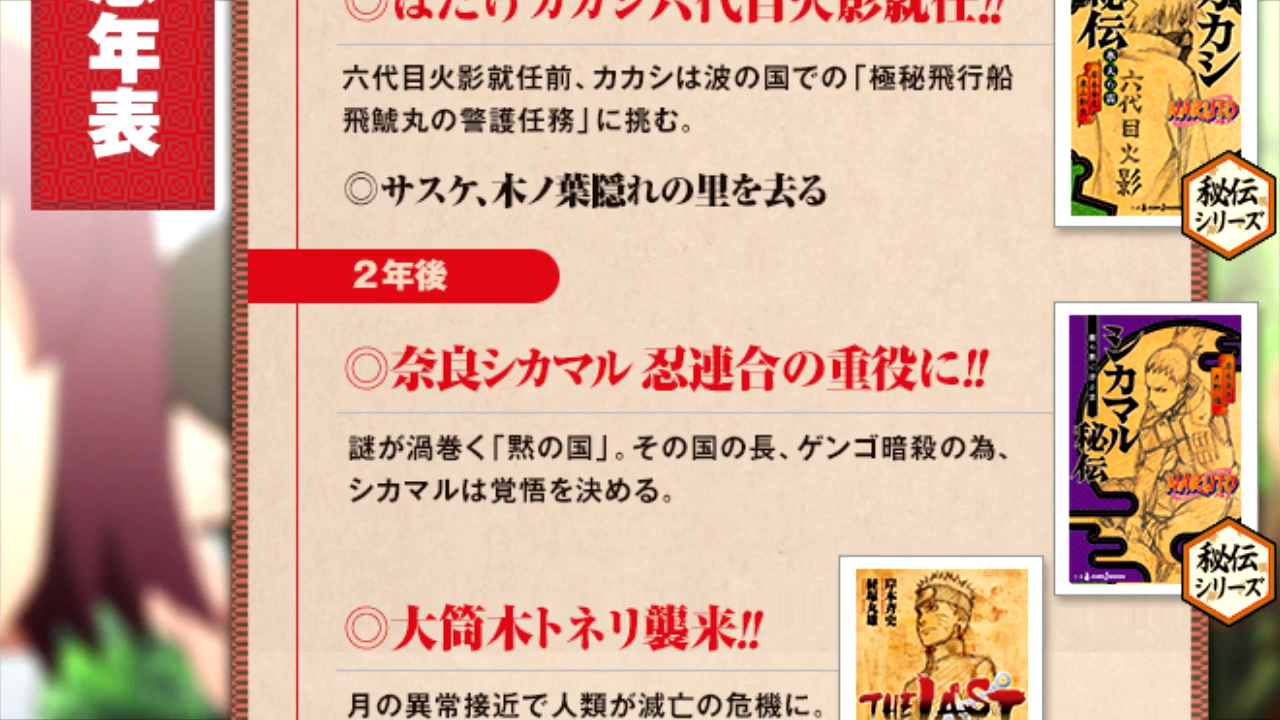 年表
◎はたけカカシ六代目火影就任!!
六代目火影就任前、カカシは波の国での「極秘飛行船
飛鯱丸の警護任務」に挑む。
◎サスケ、木ノ葉隠れの里を去る
カカシ
秘伝
六代目火影
NARUTO
秘伝
シリーズ
2年後
◎奈良シカマル 忍連合の重役に!!
謎が渦巻く「黙の国」。その国の長、ゲンゴ暗殺の為、
シカマルは覚悟を決める。
シカマル
秘伝
NARUTO
秘伝
シリーズ
◎大筒木トネリ襲来!!
月の異常接近で人類が滅亡の危機に。
岸本斉史
THE LAST